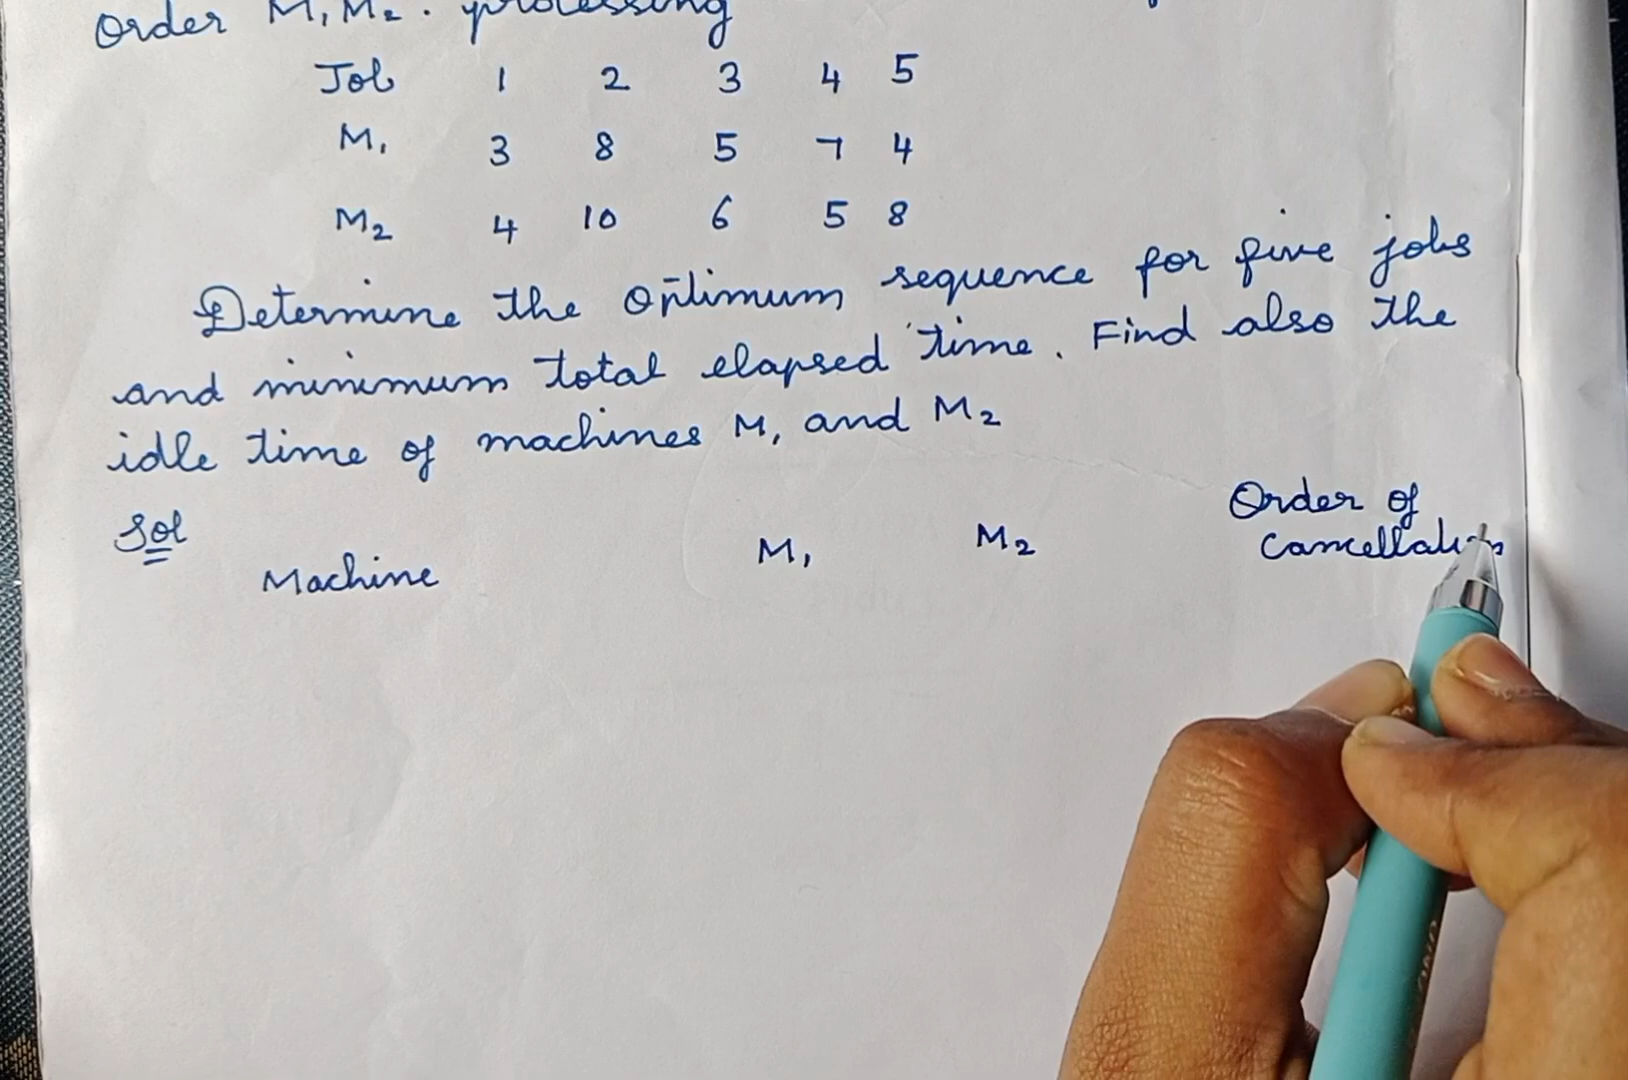 order M₁ M₂. processing
Job 1 2 3 4 5
M₁ 3 8 5 7 4
M₂ 4 10 6 5 8
Determine the optimum sequence for five jobs
and minimum total elapsed time. Find also the
idle time of machines M₁ and M₂
Sol
Machine M₁ M₂ Order of
Cancellation